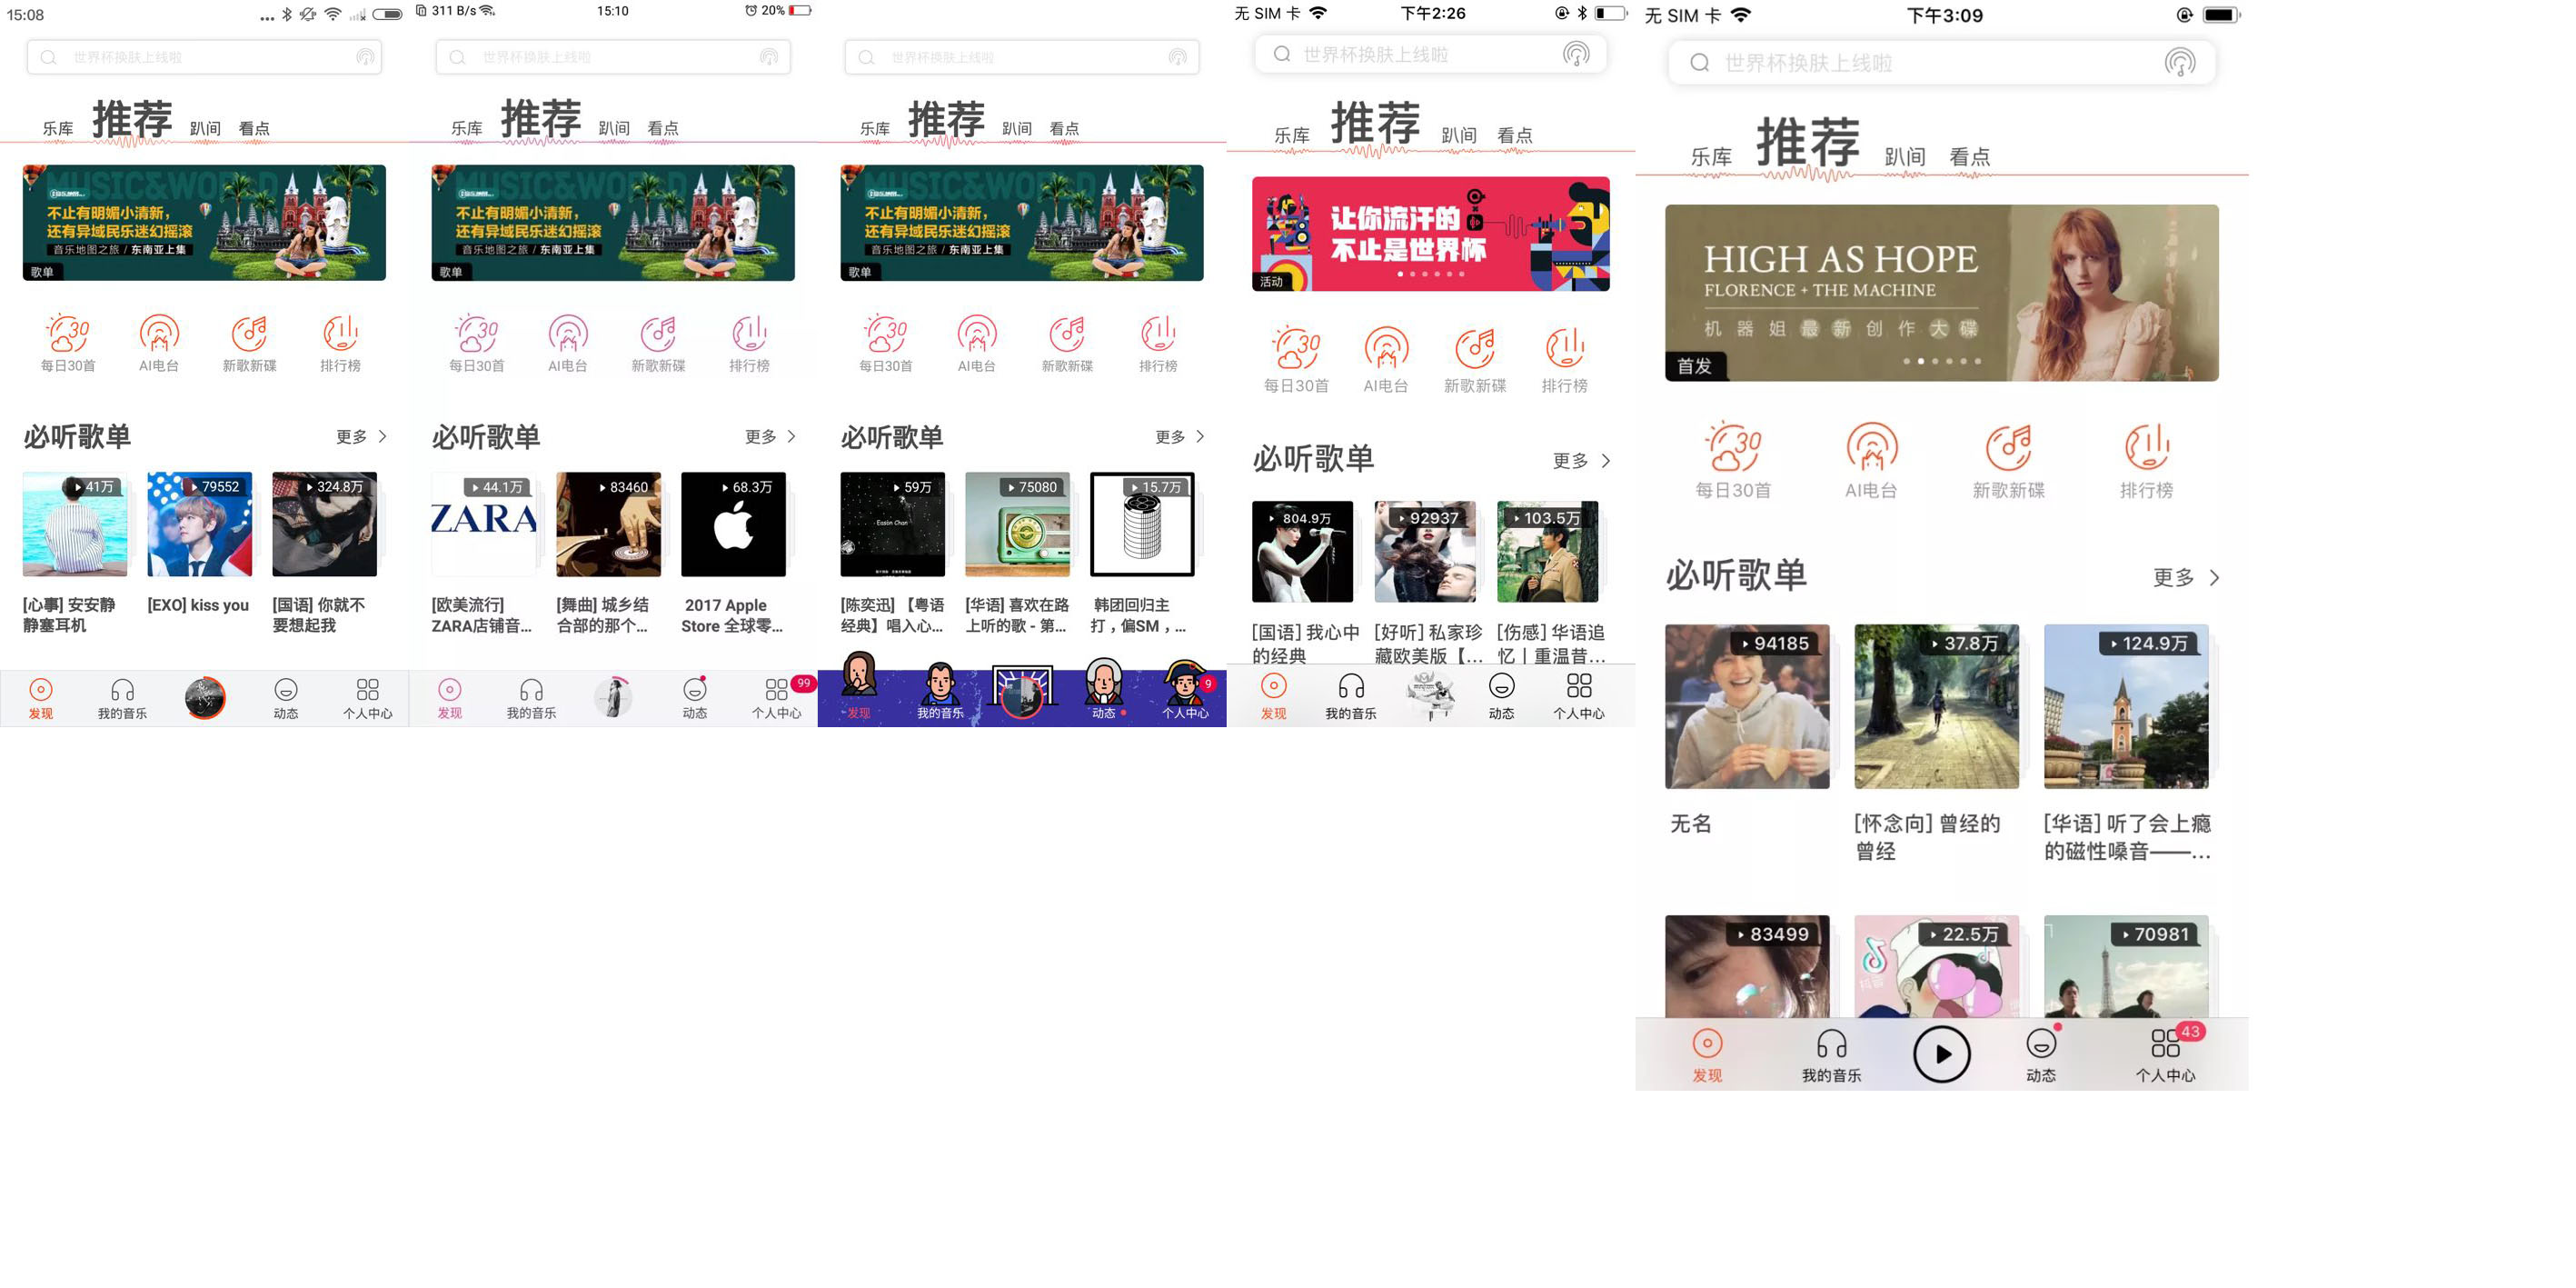 15:08
世界杯换肤上线啦
乐库 推荐 趴间 看点
MUSIC&WORLD
不止有明媚小清新，
还有异域民乐迷幻摇滚
音乐地图之旅 / 东南亚上集
歌单
30
每日30首 AI电台 新歌新碟 排行榜
必听歌单 更多
41万 79552 324.8万
[心事] 安安静静塞耳机
[EXO] kiss you
[国语] 你就不要想起我
发现 我的音乐 动态 个人中心
311 B/s 15:10 20%
世界杯换肤上线啦
乐库 推荐 趴间 看点
MUSIC&WORLD
不止有明媚小清新，
还有异域民乐迷幻摇滚
音乐地图之旅 / 东南亚上集
歌单
30
每日30首 AI电台 新歌新碟 排行榜
必听歌单 更多
44.1万 83460 68.3万
ZARA
[欧美流行] ZARA店铺音...
[舞曲] 城乡结合部的那个...
2017 Apple Store 全球零...
99
发现 我的音乐 动态 个人中心
世界杯换肤上线啦
乐库 推荐 趴间 看点
MUSIC&WORLD
不止有明媚小清新，
还有异域民乐迷幻摇滚
音乐地图之旅 / 东南亚上集
歌单
30
每日30首 AI电台 新歌新碟 排行榜
必听歌单 更多
59万 75080 15.7万
Eason Chan
[陈奕迅] 【粤语经典】唱入心...
[华语] 喜欢在路上听的歌 - 第...
韩团回归主打，偏SM，...
9
发现 我的音乐 动态 个人中心
无 SIM 卡 下午2:26
世界杯换肤上线啦
乐库 推荐 趴间 看点
让你流汗的
不止是世界杯
活动
30
每日30首 AI电台 新歌新碟 排行榜
必听歌单 更多
804.9万 92937 103.5万
[国语] 我心中的经典
[好听] 私家珍藏欧美版【...
[伤感] 华语追忆丨重温昔...
发现 我的音乐 动态 个人中心
无 SIM 卡 下午3:09
世界杯换肤上线啦
乐库 推荐 趴间 看点
HIGH AS HOPE
FLORENCE + THE MACHINE
机器姐最新创作大碟
首发
30
每日30首 AI电台 新歌新碟 排行榜
必听歌单 更多
94185 37.8万 124.9万
无名
[怀念向] 曾经的曾经
[华语] 听了会上瘾的磁性嗓音——...
83499 22.5万 70981
43
发现 我的音乐 动态 个人中心